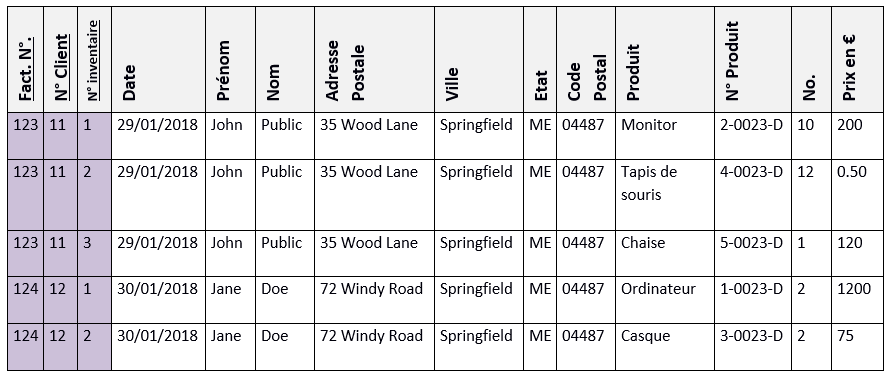 Fact. N°. N° Client N° inventaire Date Prénom Nom Adresse Postale Ville Etat Code Postal Produit N° Produit No. Prix en €
123 11 1 29/01/2018 John Public 35 Wood Lane Springfield ME 04487 Monitor 2-0023-D 10 200
123 11 2 29/01/2018 John Public 35 Wood Lane Springfield ME 04487 Tapis de souris 4-0023-D 12 0.50
123 11 3 29/01/2018 John Public 35 Wood Lane Springfield ME 04487 Chaise 5-0023-D 1 120
124 12 1 30/01/2018 Jane Doe 72 Windy Road Springfield ME 04487 Ordinateur 1-0023-D 2 1200
124 12 2 30/01/2018 Jane Doe 72 Windy Road Springfield ME 04487 Casque 3-0023-D 2 75